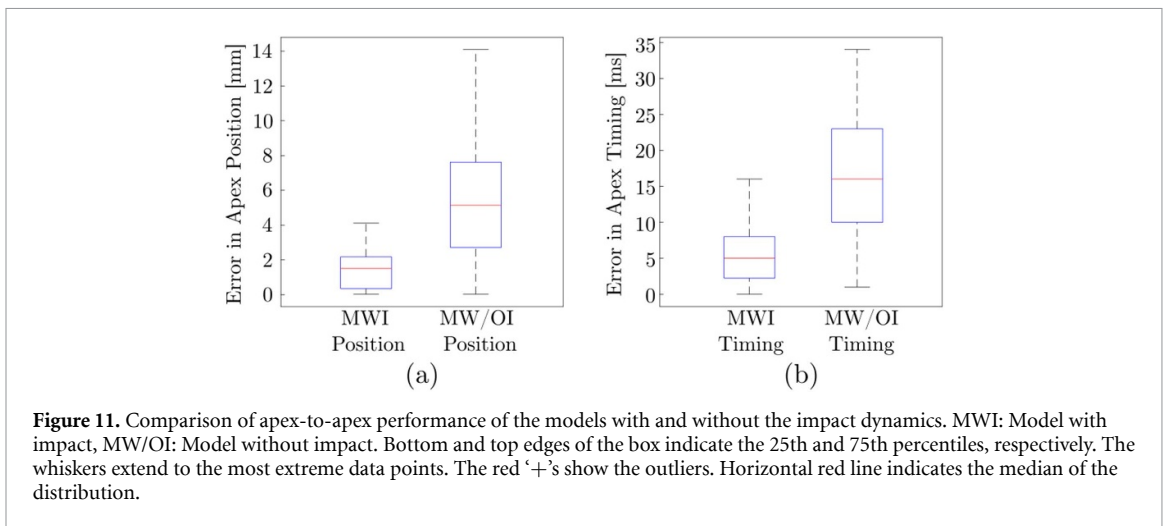 Error in Apex Position [mm]
14
12
10
8
6
4
2
0
MWI MW/OI
Position Position
(a)
Error in Apex Timing [ms]
35
30
25
20
15
10
5
0
MWI MW/OI
Timing Timing
(b)
Figure 11. Comparison of apex-to-apex performance of the models with and without the impact dynamics. MWI: Model with
impact, MW/OI: Model without impact. Bottom and top edges of the box indicate the 25th and 75th percentiles, respectively. The
whiskers extend to the most extreme data points. The red ‘+’s show the outliers. Horizontal red line indicates the median of the
distribution.